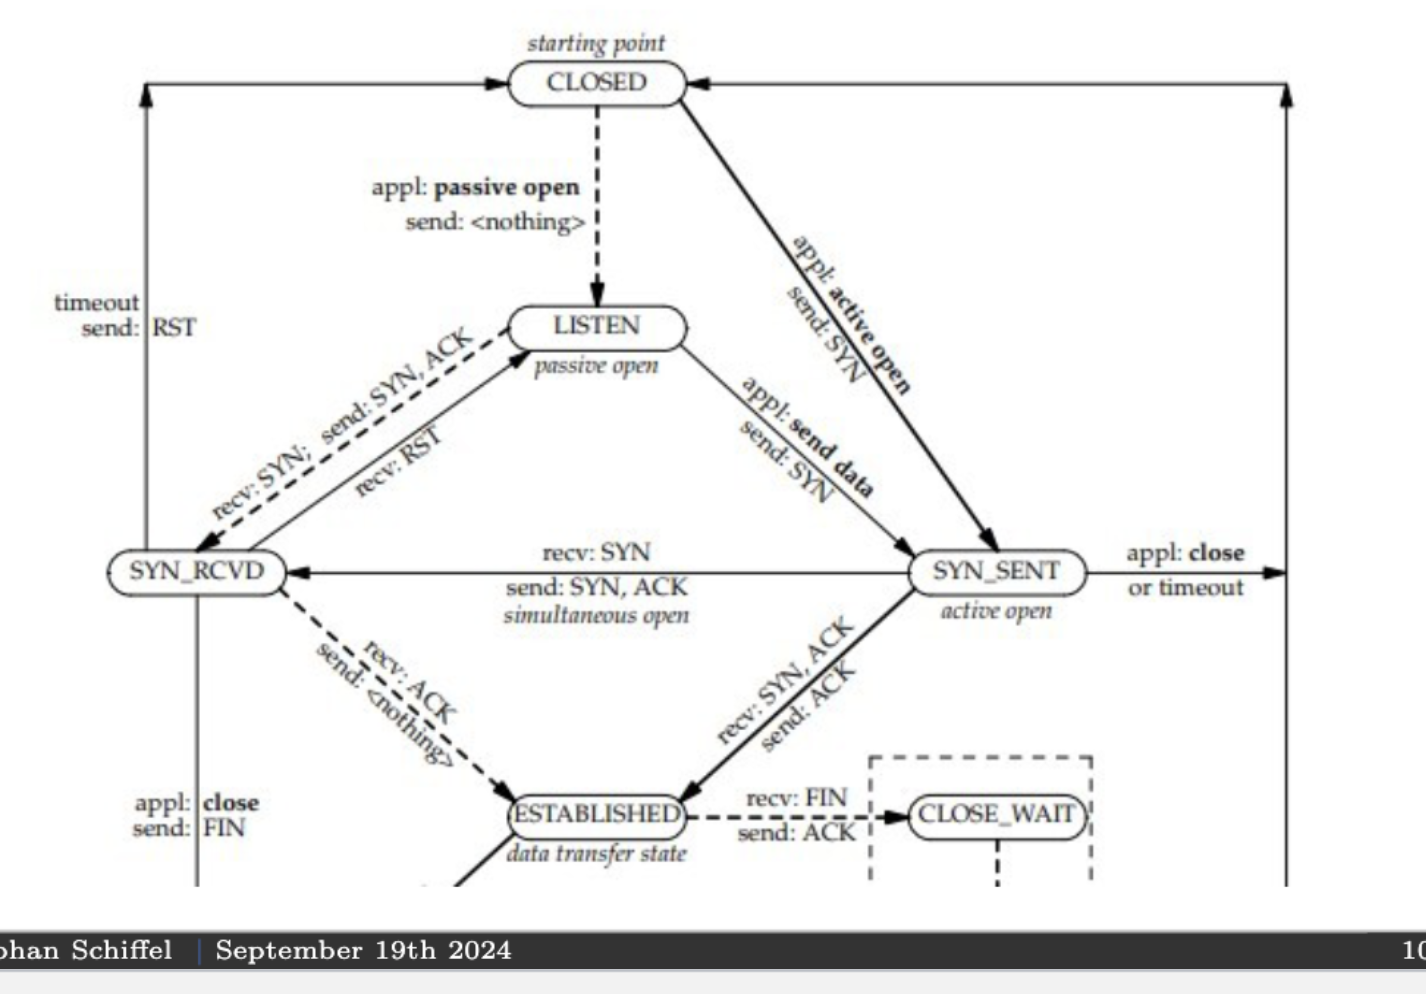 starting point
CLOSED
appl: passive open
send: <nothing>
appl: active open
send: SYN
timeout
send: RST
LISTEN
passive open
recv: SYN; send: SYN, ACK
recv: RST
appl: send data
send: SYN
SYN_RCVD
recv: SYN
send: SYN, ACK
simultaneous open
SYN_SENT
active open
appl: close
or timeout
recv: ACK
send: <nothing>
recv: SYN, ACK
send: ACK
appl: close
send: FIN
ESTABLISHED
data transfer state
recv: FIN
send: ACK
CLOSE_WAIT
phan Schiffel | September 19th 2024
10